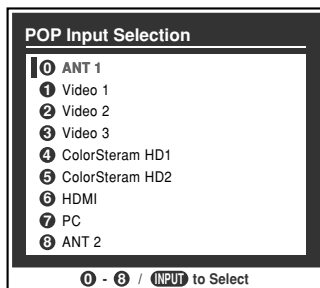 POP Input Selection
0 ANT 1
1 Video 1
2 Video 2
3 Video 3
4 ColorSteram HD1
5 ColorSteram HD2
6 HDMI
7 PC
8 ANT 2
0 - 8 / INPUT to Select